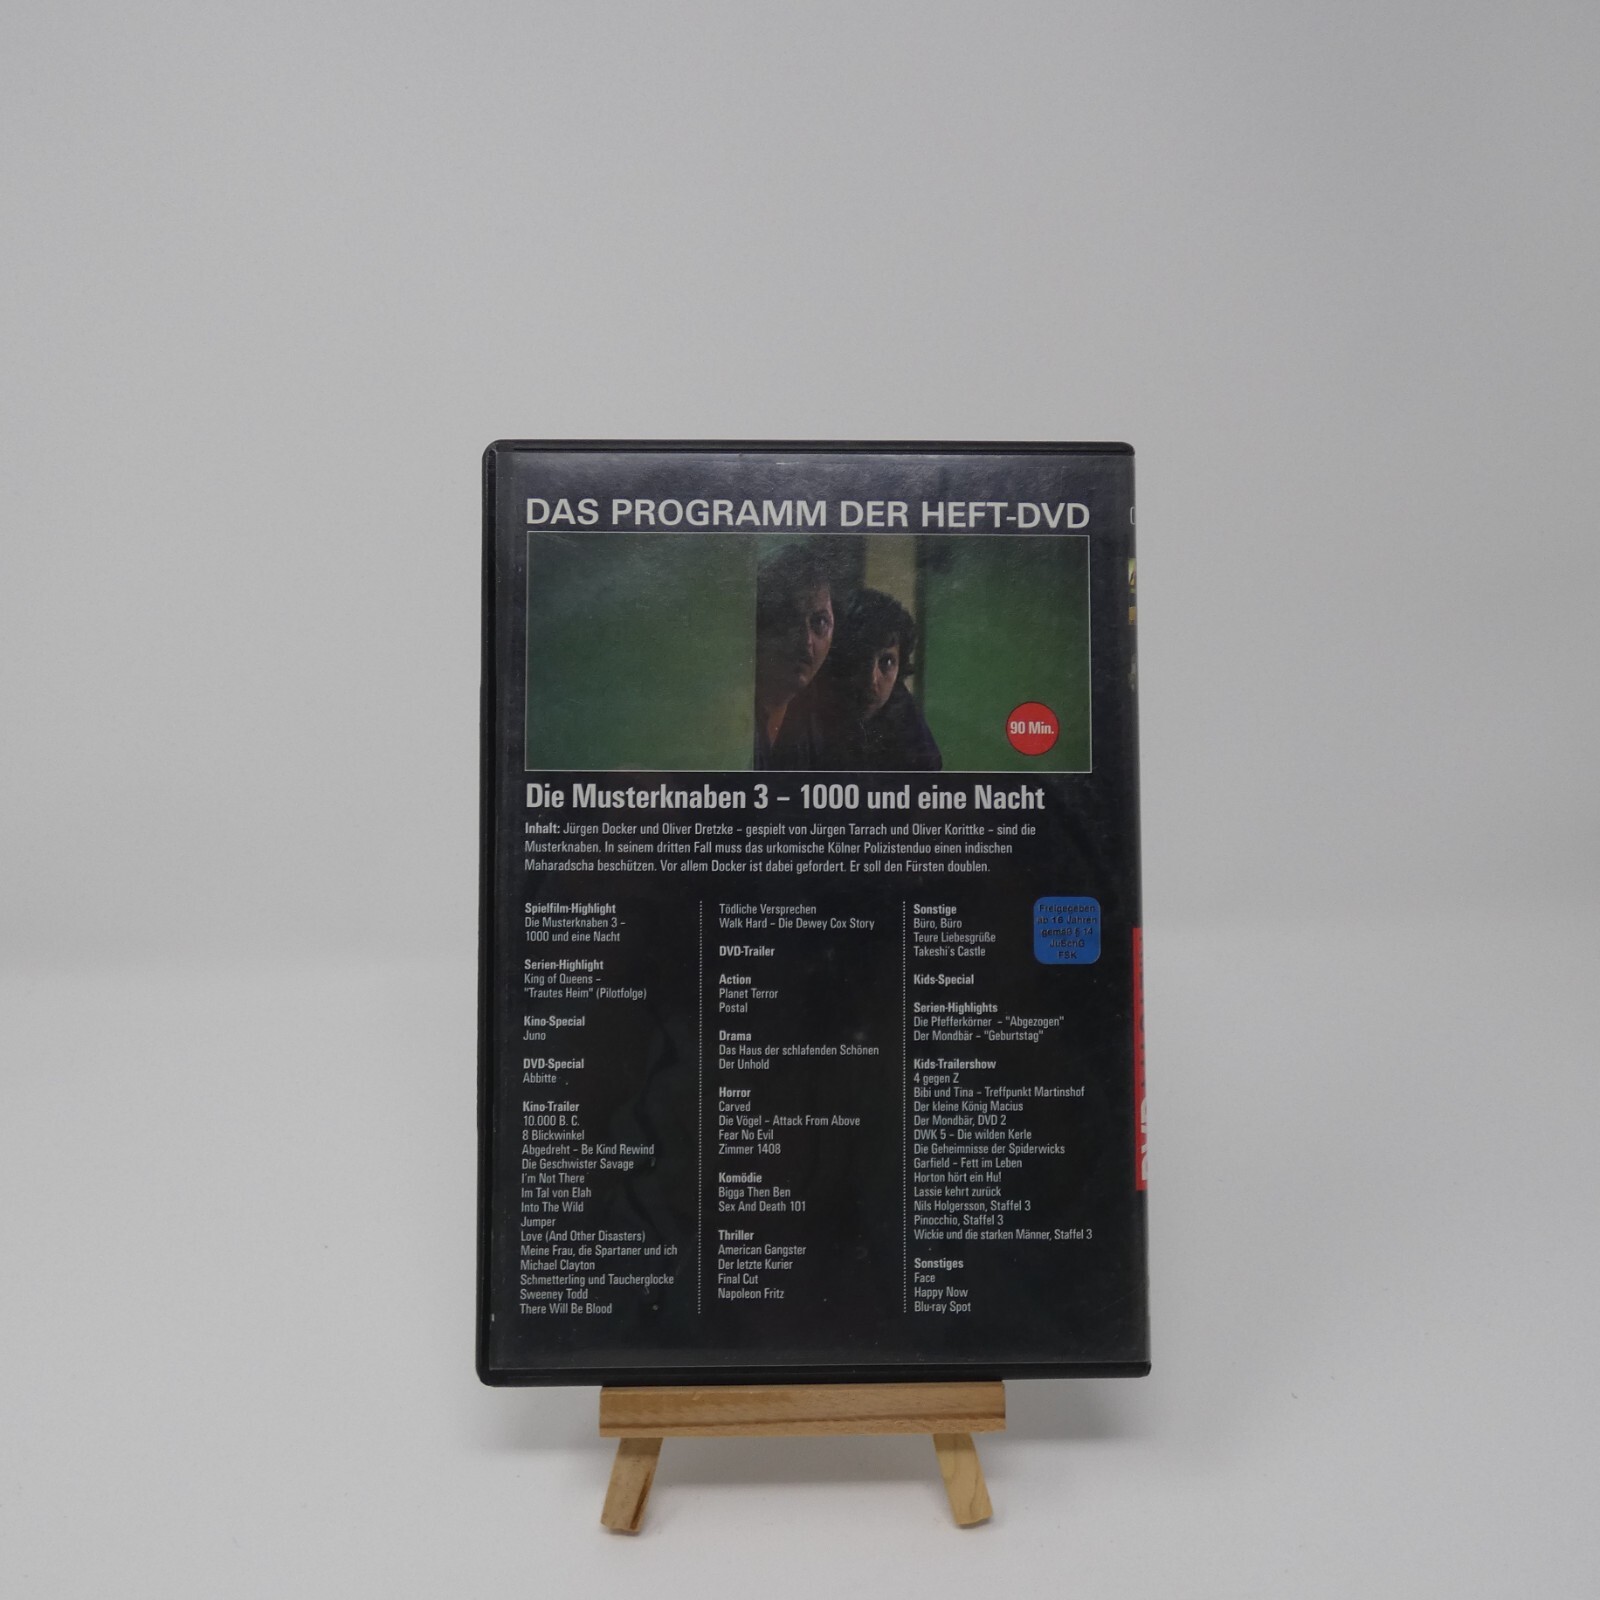 DAS PROGRAMM DER HEFT-DVD
90 Min.
Die Musterknaben 3 – 1000 und eine Nacht
Inhalt: Jürgen Docker und Oliver Dretzke – gespielt von Jürgen Tarrach und Oliver Korittke – sind die
Musterknaben. In seinem dritten Fall muss das urkomische Kölner Polizistenduo einen indischen
Maharadscha beschützen. Vor allem Docker ist dabei gefordert. Er soll den Fürsten doublen.
Spielfilm-Highlight
Die Musterknaben 3 –
1000 und eine Nacht
Serien-Highlight
King of Queens –
"Trautes Heim" (Pilotfolge)
Kino-Special
Juno
DVD-Special
Abbitte
Kino-Trailer
10.000 B. C.
8 Blickwinkel
Abgedreht – Be Kind Rewind
Die Geschwister Savage
I'm Not There
Im Tal von Elah
Into The Wild
Jumper
Love (And Other Disasters)
Meine Frau, die Spartaner und ich
Michael Clayton
Schmetterling und Taucherglocke
Sweeney Todd
There Will Be Blood
Tödliche Versprechen
Walk Hard – Die Dewey Cox Story
DVD-Trailer
Action
Planet Terror
Postal
Drama
Das Haus der schlafenden Schönen
Der Unhold
Horror
Carved
Die Vögel – Attack From Above
Fear No Evil
Zimmer 1408
Komödie
Bigga Then Ben
Sex And Death 101
Thriller
American Gangster
Der letzte Kurier
Final Cut
Napoleon Fritz
Sonstige
Büro, Büro
Teure Liebesgrüße
Takeshi's Castle
Kids-Special
Serien-Highlights
Die Pfefferkörner – "Abgezogen"
Der Mondbär – "Geburtstag"
Kids-Trailershow
4 gegen Z
Bibi und Tina – Treffpunkt Martinshof
Der kleine König Macius
Der Mondbär, DVD 2
DWK 5 – Die wilden Kerle
Die Geheimnisse der Spiderwicks
Garfield – Fett im Leben
Horton hört ein Hu!
Lassie kehrt zurück
Nils Holgersson, Staffel 3
Pinocchio, Staffel 3
Wickie und die starken Männer, Staffel 3
Sonstiges
Face
Happy Now
Blu-ray Spot
Freigegeben
ab 16 Jahren
gemäß § 14
JuSchG
FSK